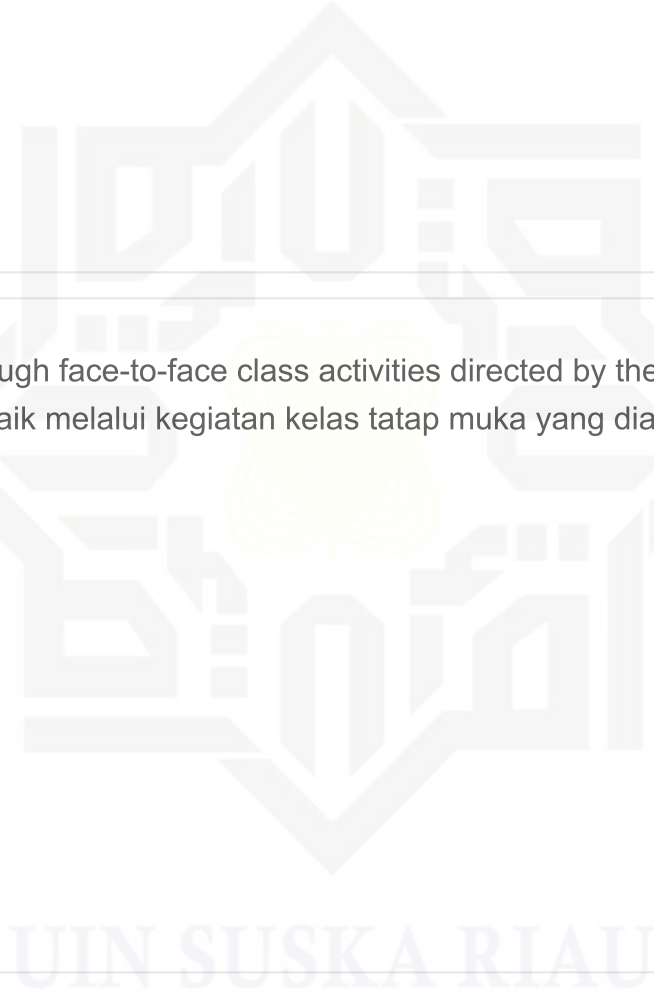 ugh face-to-face class activities directed by the
aik melalui kegiatan kelas tatap muka yang dia
UIN SUSKA RIAU